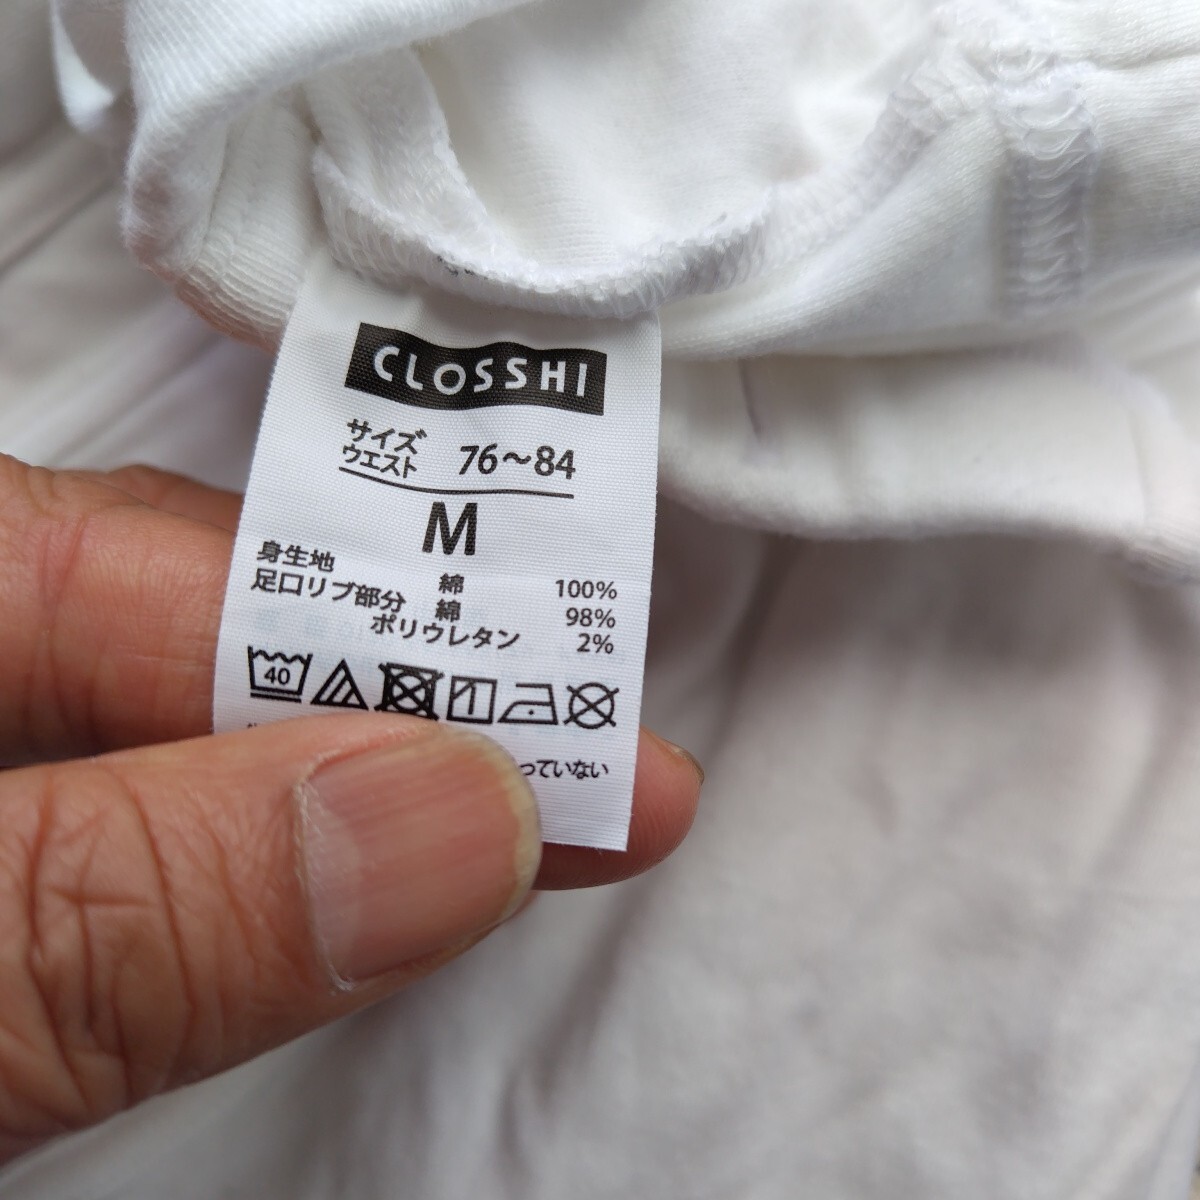 CLOSSHI
サイズ
ウエスト 76～84
M
身生地 綿 100%
足口リブ部分 綿 98%
ポリウレタン 2%
40
っていない